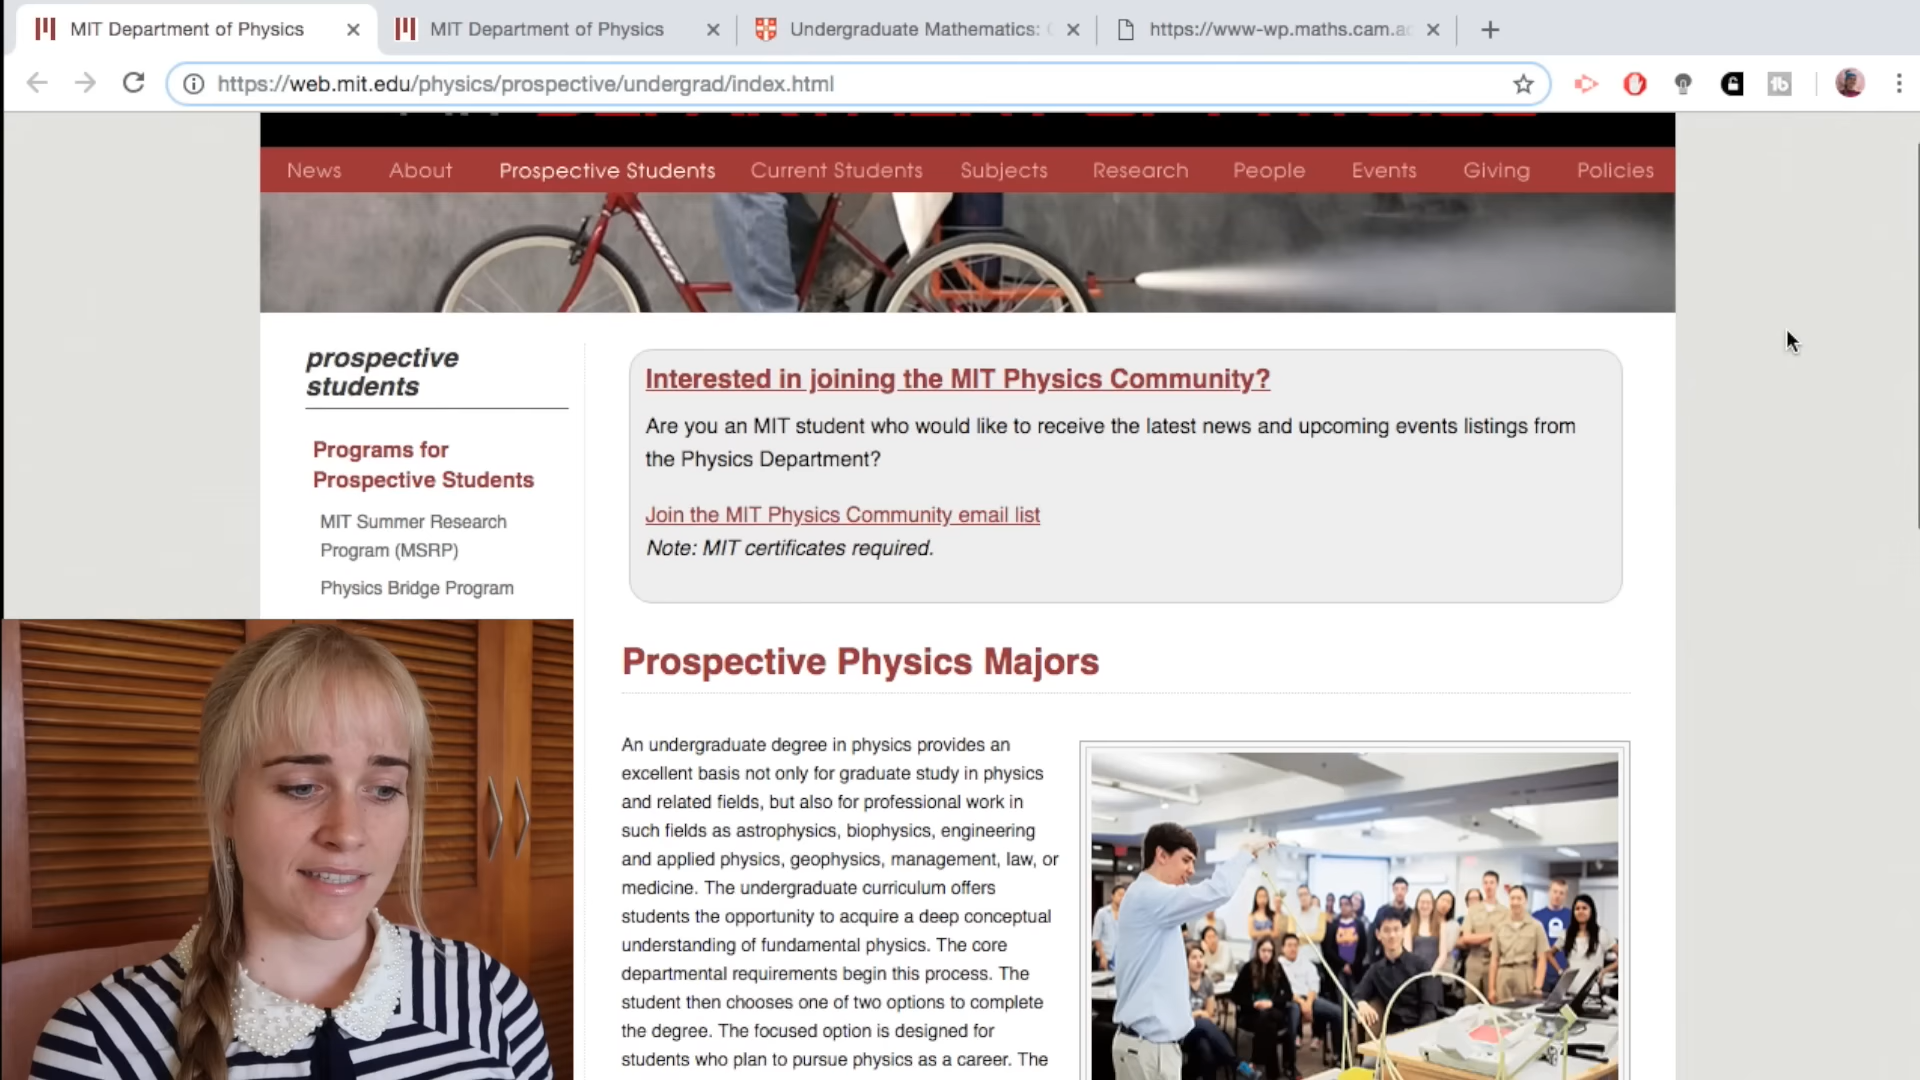 MIT Department of Physics
MIT Department of Physics
Undergraduate Mathematics:
https://www-wp.maths.cam.ac
https://web.mit.edu/physics/prospective/undergrad/index.html
News About Prospective Students Current Students Subjects Research People Events Giving Policies
prospective
students
Programs for
Prospective Students
MIT Summer Research
Program (MSRP)
Physics Bridge Program
Interested in joining the MIT Physics Community?
Are you an MIT student who would like to receive the latest news and upcoming events listings from
the Physics Department?
Join the MIT Physics Community email list
Note: MIT certificates required.
Prospective Physics Majors
An undergraduate degree in physics provides an
excellent basis not only for graduate study in physics
and related fields, but also for professional work in
such fields as astrophysics, biophysics, engineering
and applied physics, geophysics, management, law, or
medicine. The undergraduate curriculum offers
students the opportunity to acquire a deep conceptual
understanding of fundamental physics. The core
departmental requirements begin this process. The
student then chooses one of two options to complete
the degree. The focused option is designed for
students who plan to pursue physics as a career. The